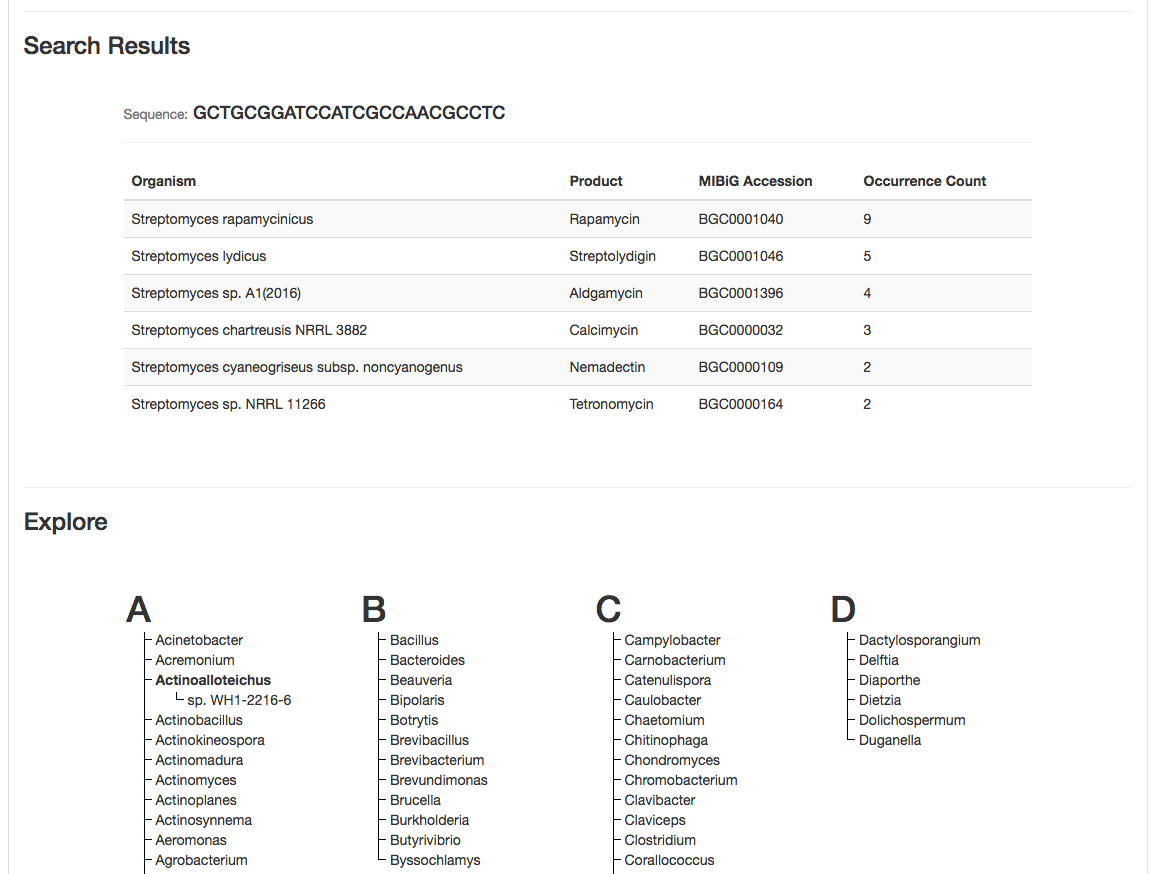 Search Results
Sequence: GCTGCGGATCCATCGCCAACGCCTC
Organism Product MIBiG Accession Occurrence Count
Streptomyces rapamycinicus Rapamycin BGC0001040 9
Streptomyces lydicus Streptolydigin BGC0001046 5
Streptomyces sp. A1(2016) Aldgamycin BGC0001396 4
Streptomyces chartreusis NRRL 3882 Calcimycin BGC0000032 3
Streptomyces cyaneogriseus subsp. noncyanogenus Nemadectin BGC0000109 2
Streptomyces sp. NRRL 11266 Tetronomycin BGC0000164 2
Explore
A
Acinetobacter
Acremonium
Actinoalloteichus
sp. WH1-2216-6
Actinobacillus
Actinokineospora
Actinomadura
Actinomyces
Actinoplanes
Actinosynnema
Aeromonas
Agrobacterium
B
Bacillus
Bacteroides
Beauveria
Bipolaris
Botrytis
Brevibacillus
Brevibacterium
Brevundimonas
Brucella
Burkholderia
Butyrivibrio
Byssochlamys
C
Campylobacter
Carnobacterium
Catenulispora
Caulobacter
Chaetomium
Chitinophaga
Chondromyces
Chromobacterium
Clavibacter
Claviceps
Clostridium
Corallococcus
D
Dactylosporangium
Delftia
Diaporthe
Dietzia
Dolichospermum
Duganella